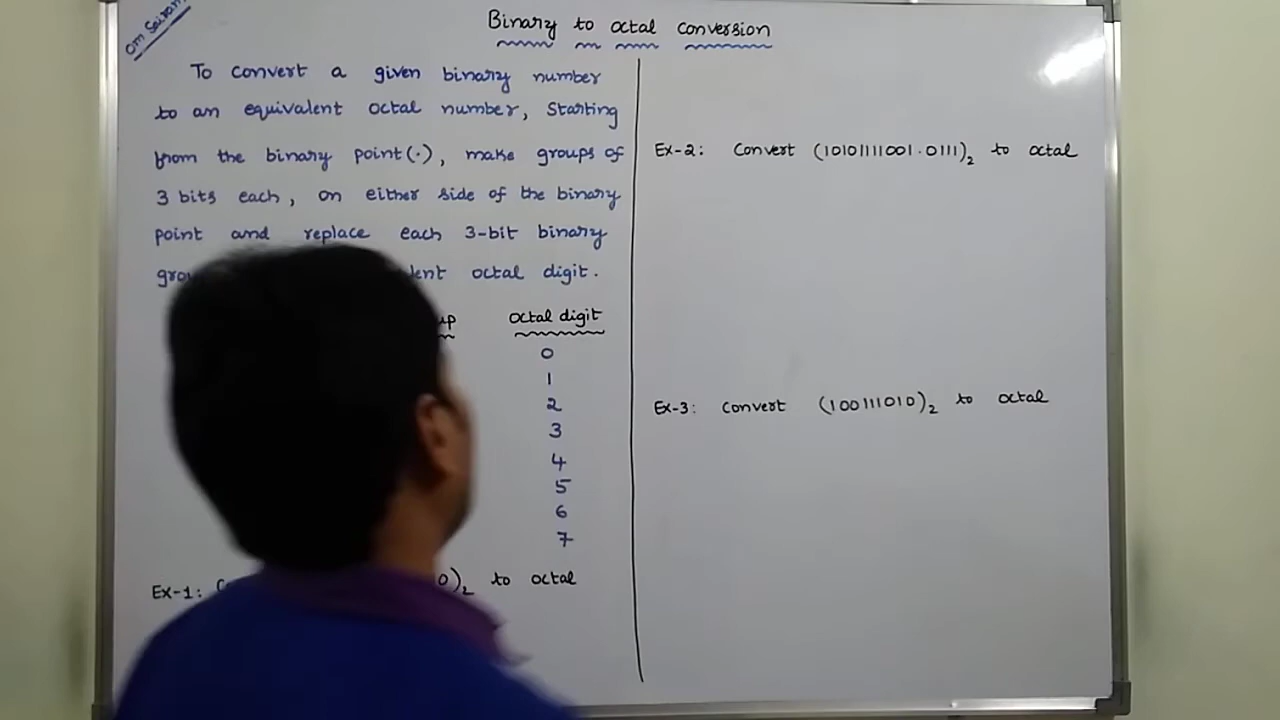 Om Sairam
Binary to octal conversion
To convert a given binary number
to an equivalent octal number, starting
from the binary point(.), make groups of
3 bits each, on either side of the binary
point and replace each 3-bit binary
octal digit.
octal digit
0
1
2
3
4
5
6
7
Ex-1: 0)2 to octal
Ex-2: Convert (10101111001.0111)2 to octal
Ex-3: Convert (100111010)2 to octal